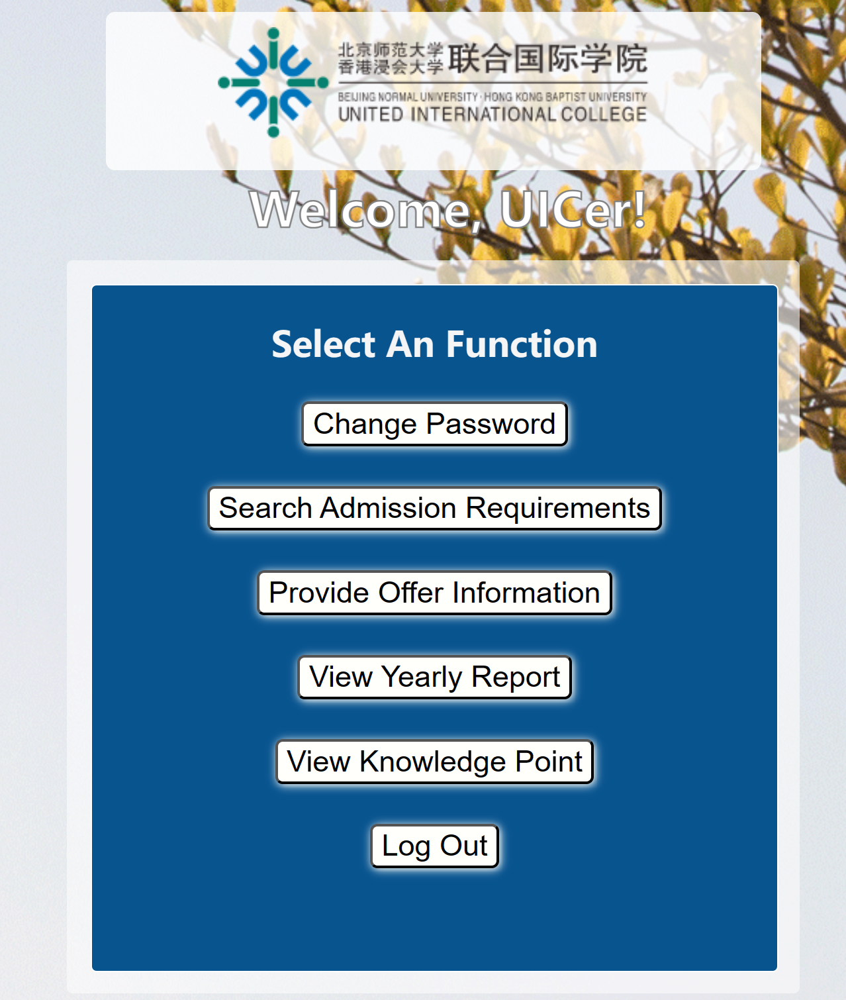 北京师范大学
香港浸会大学
联合国际学院
BEIJING NORMAL UNIVERSITY · HONG KONG BAPTIST UNIVERSITY
UNITED INTERNATIONAL COLLEGE
Welcome, UICer!
Select An Function
Change Password
Search Admission Requirements
Provide Offer Information
View Yearly Report
View Knowledge Point
Log Out